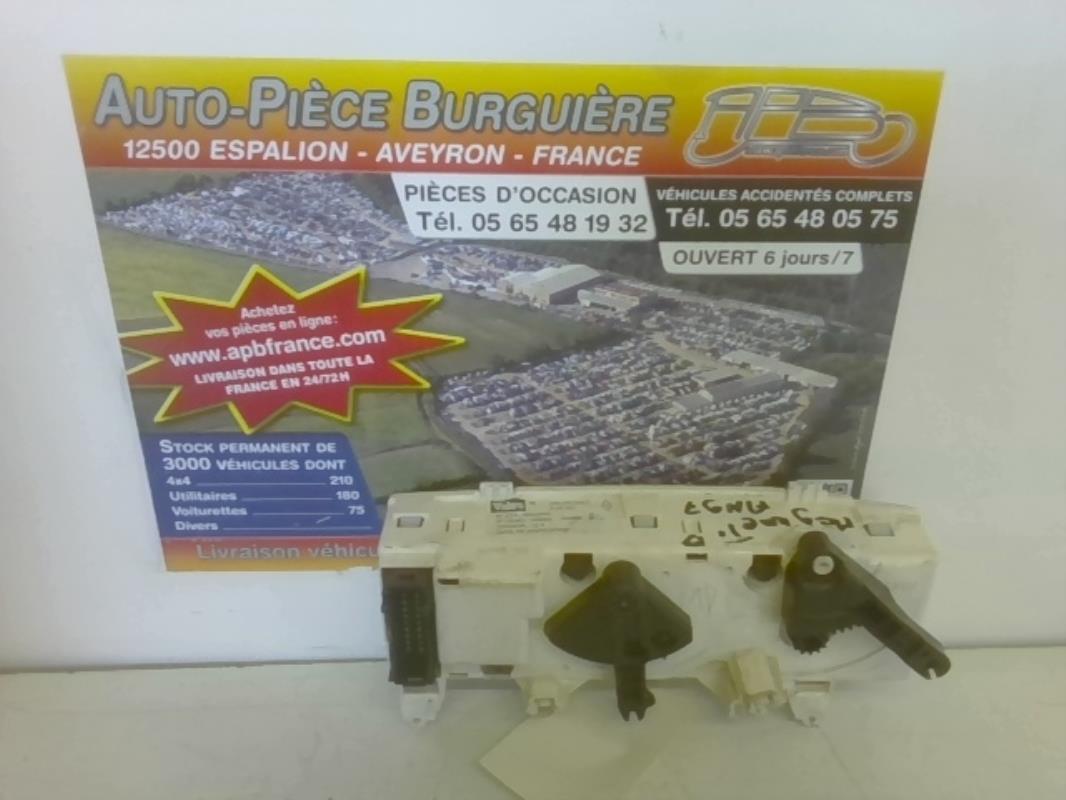 AUTO-PIÈCE BURGUIÈRE
12500 ESPALION - AVEYRON - FRANCE
PIÈCES D'OCCASION
Tél. 05 65 48 19 32
VÉHICULES ACCIDENTÉS COMPLETS
Tél. 05 65 48 05 75
OUVERT 6 jours/7
Achetez
vos pièces en ligne:
www.apbfrance.com
LIVRAISON DANS TOUTE LA
FRANCE EN 24/72H
STOCK PERMANENT DE
3000 VÉHICULES DONT
4x4 210
Utilitaires 180
Voiturettes 75
Divers
Livraison véhicu
Valeo